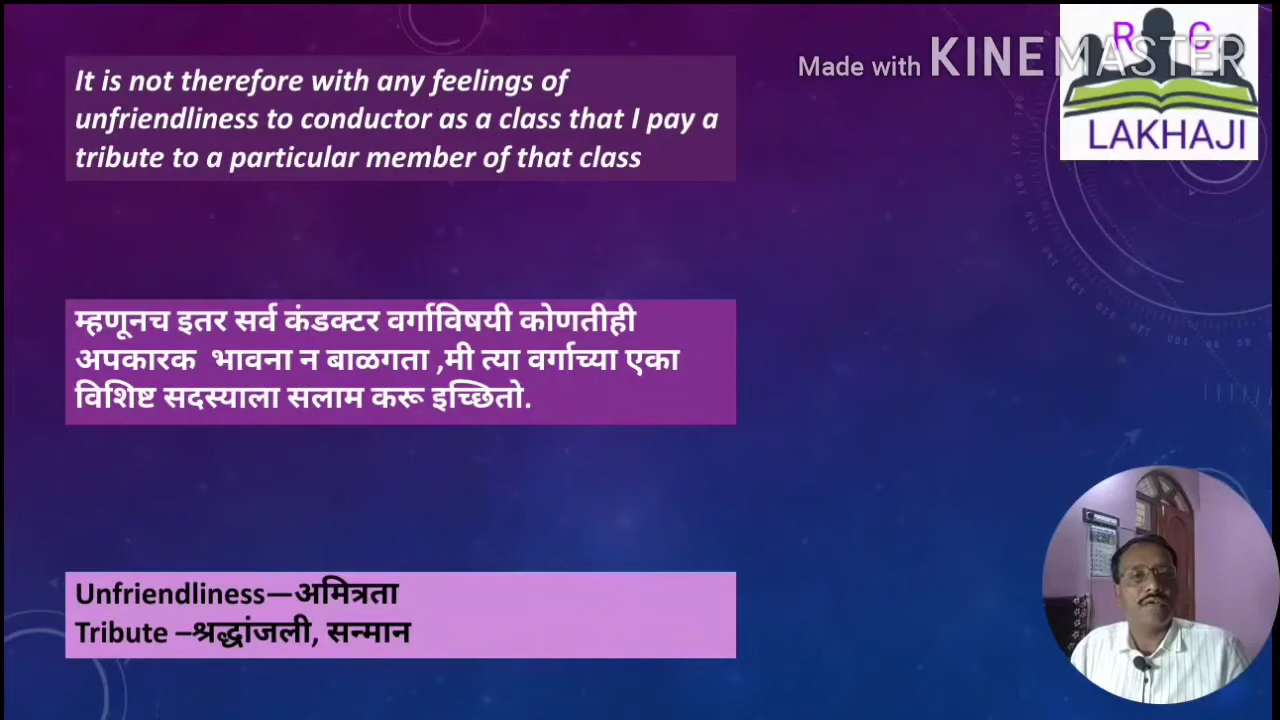 It is not therefore with any feelings of
unfriendliness to conductor as a class that I pay a
tribute to a particular member of that class
Made with KINEMASTER
R C
LAKHAJI
म्हणूनच इतर सर्व कंडक्टर वर्गाविषयी कोणतीही
अपकारक भावना न बाळगता ,मी त्या वर्गाच्या एका
विशिष्ट सदस्याला सलाम करू इच्छितो.
Unfriendliness—अमित्रता
Tribute –श्रद्धांजली, सन्मान